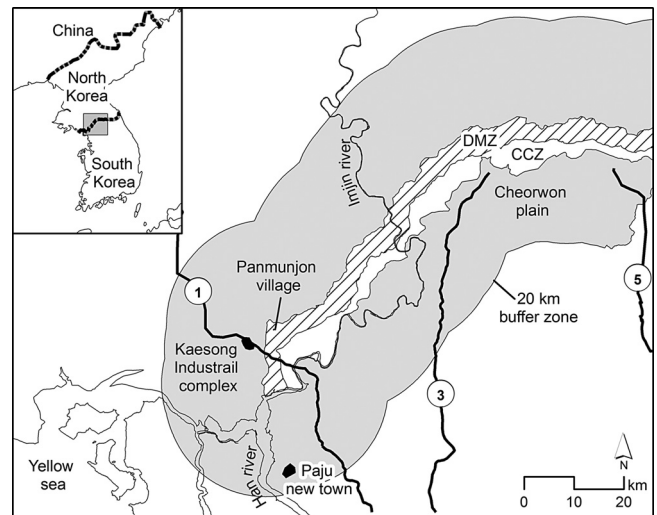 China
North
Korea
South
Korea
DMZ
CCZ
Cheorwon
plain
Imjin river
Panmunjon
village
1
5
20 km
buffer zone
Kaesong
Industrail
complex
3
Yellow
sea
Han river
Paju
new town
N
km
0 10 20